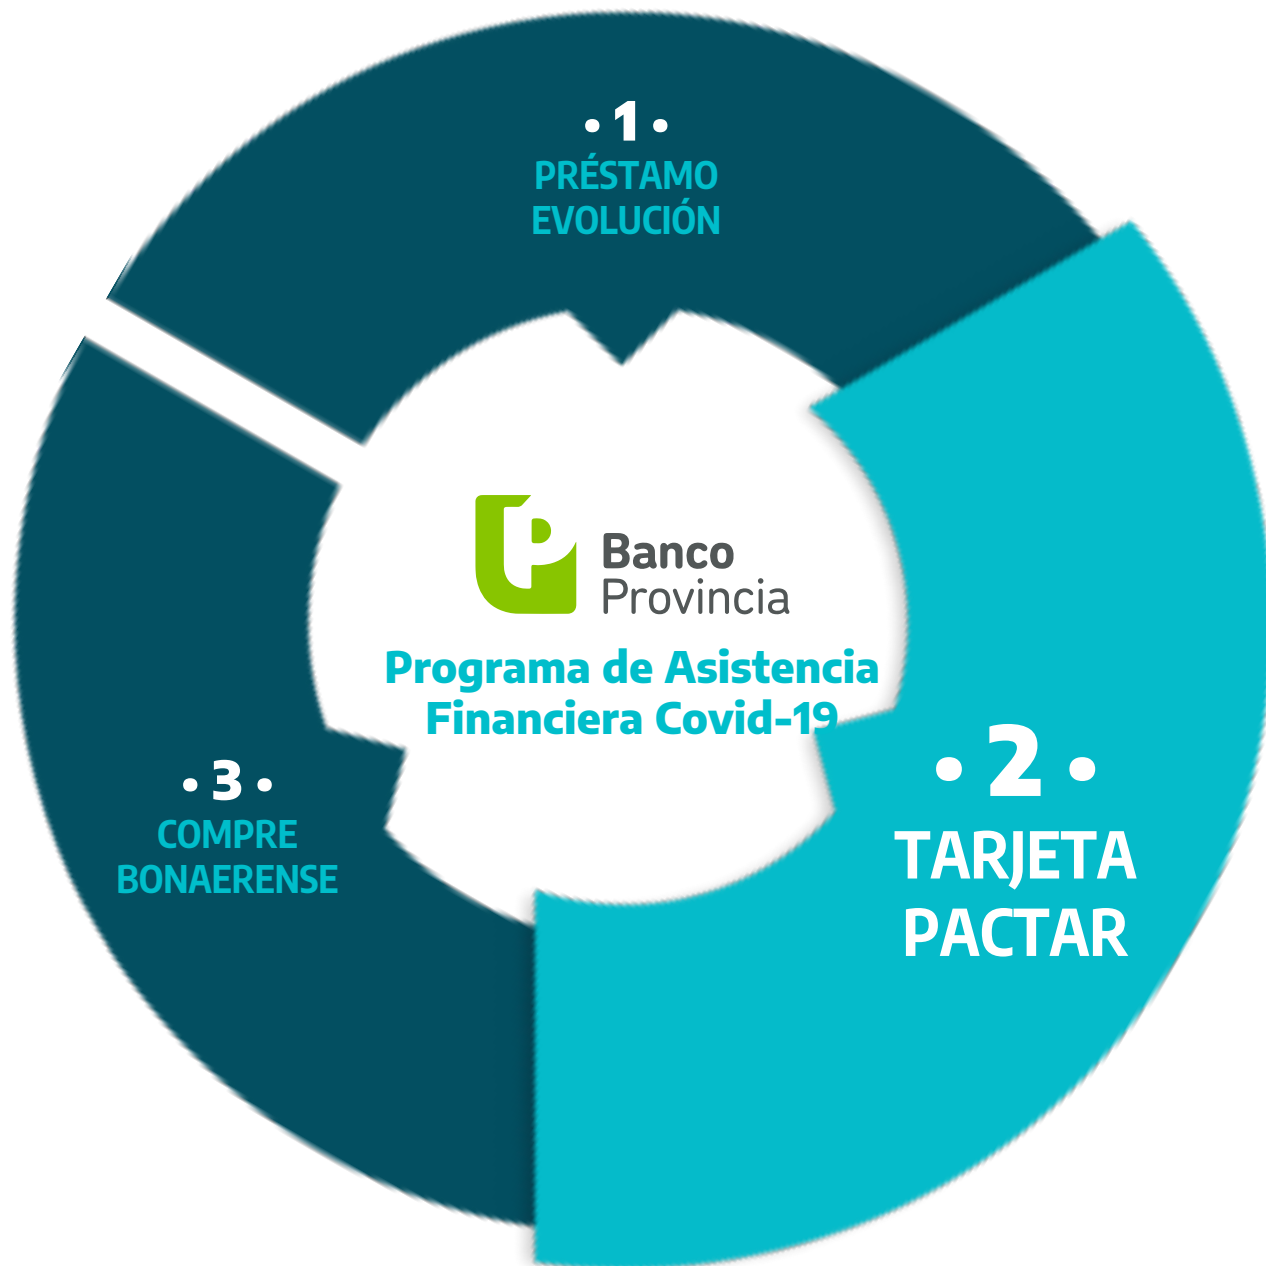 • 1 •
PRÉSTAMO
EVOLUCIÓN
Banco
Provincia
Programa de Asistencia
Financiera Covid-19
• 2 •
TARJETA
PACTAR
• 3 •
COMPRE
BONAERENSE